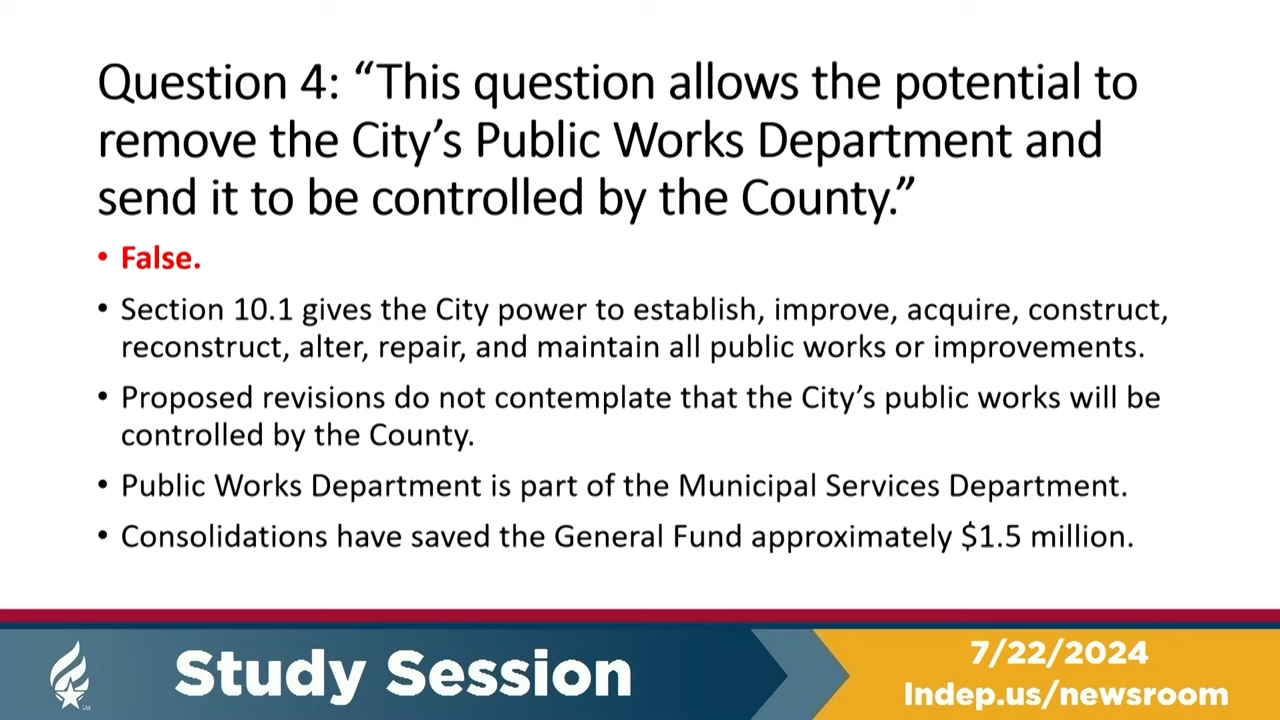 Question 4: “This question allows the potential to
remove the City’s Public Works Department and
send it to be controlled by the County.”
• False.
• Section 10.1 gives the City power to establish, improve, acquire, construct,
reconstruct, alter, repair, and maintain all public works or improvements.
• Proposed revisions do not contemplate that the City’s public works will be
controlled by the County.
• Public Works Department is part of the Municipal Services Department.
• Consolidations have saved the General Fund approximately $1.5 million.
Study Session
7/22/2024
Indep.us/newsroom